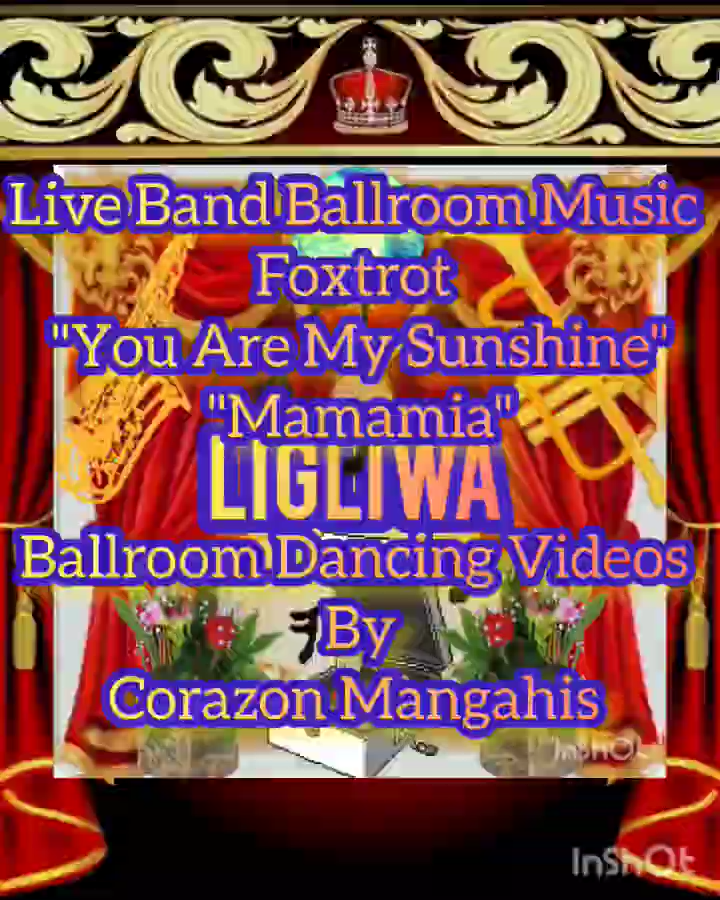 Live Band Ballroom Music
Foxtrot
"You Are My Sunshine"
"Mamamia"
LIGLIWA
Ballroom Dancing Videos
By
Corazon Mangahis
InShOt
InShOt